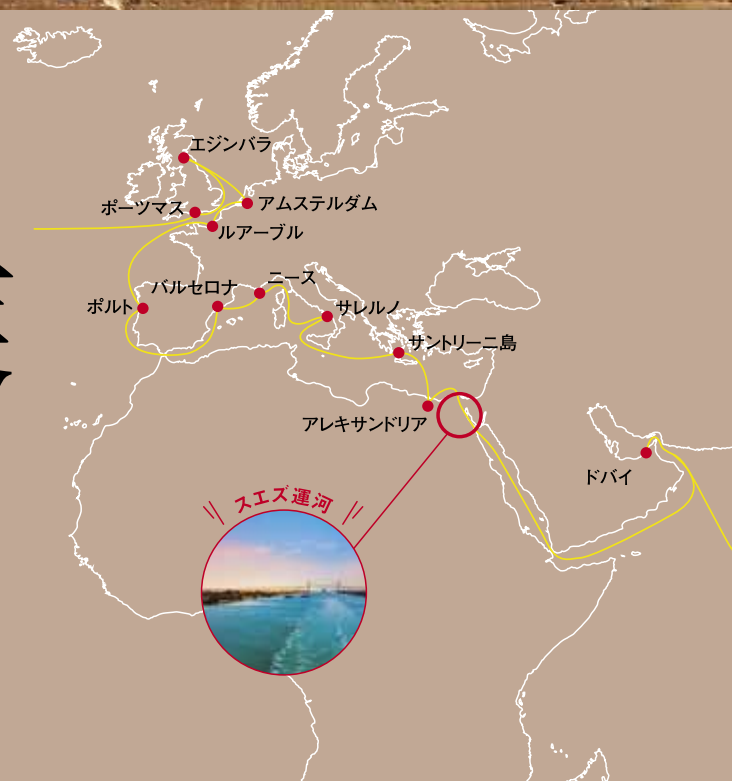 エジンバラ
ポーツマス
アムステルダム
ルアーブル
ニース
バルセロナ
ポルト
サレルノ
サントリーニ島
アレキサンドリア
ドバイ
スエズ運河